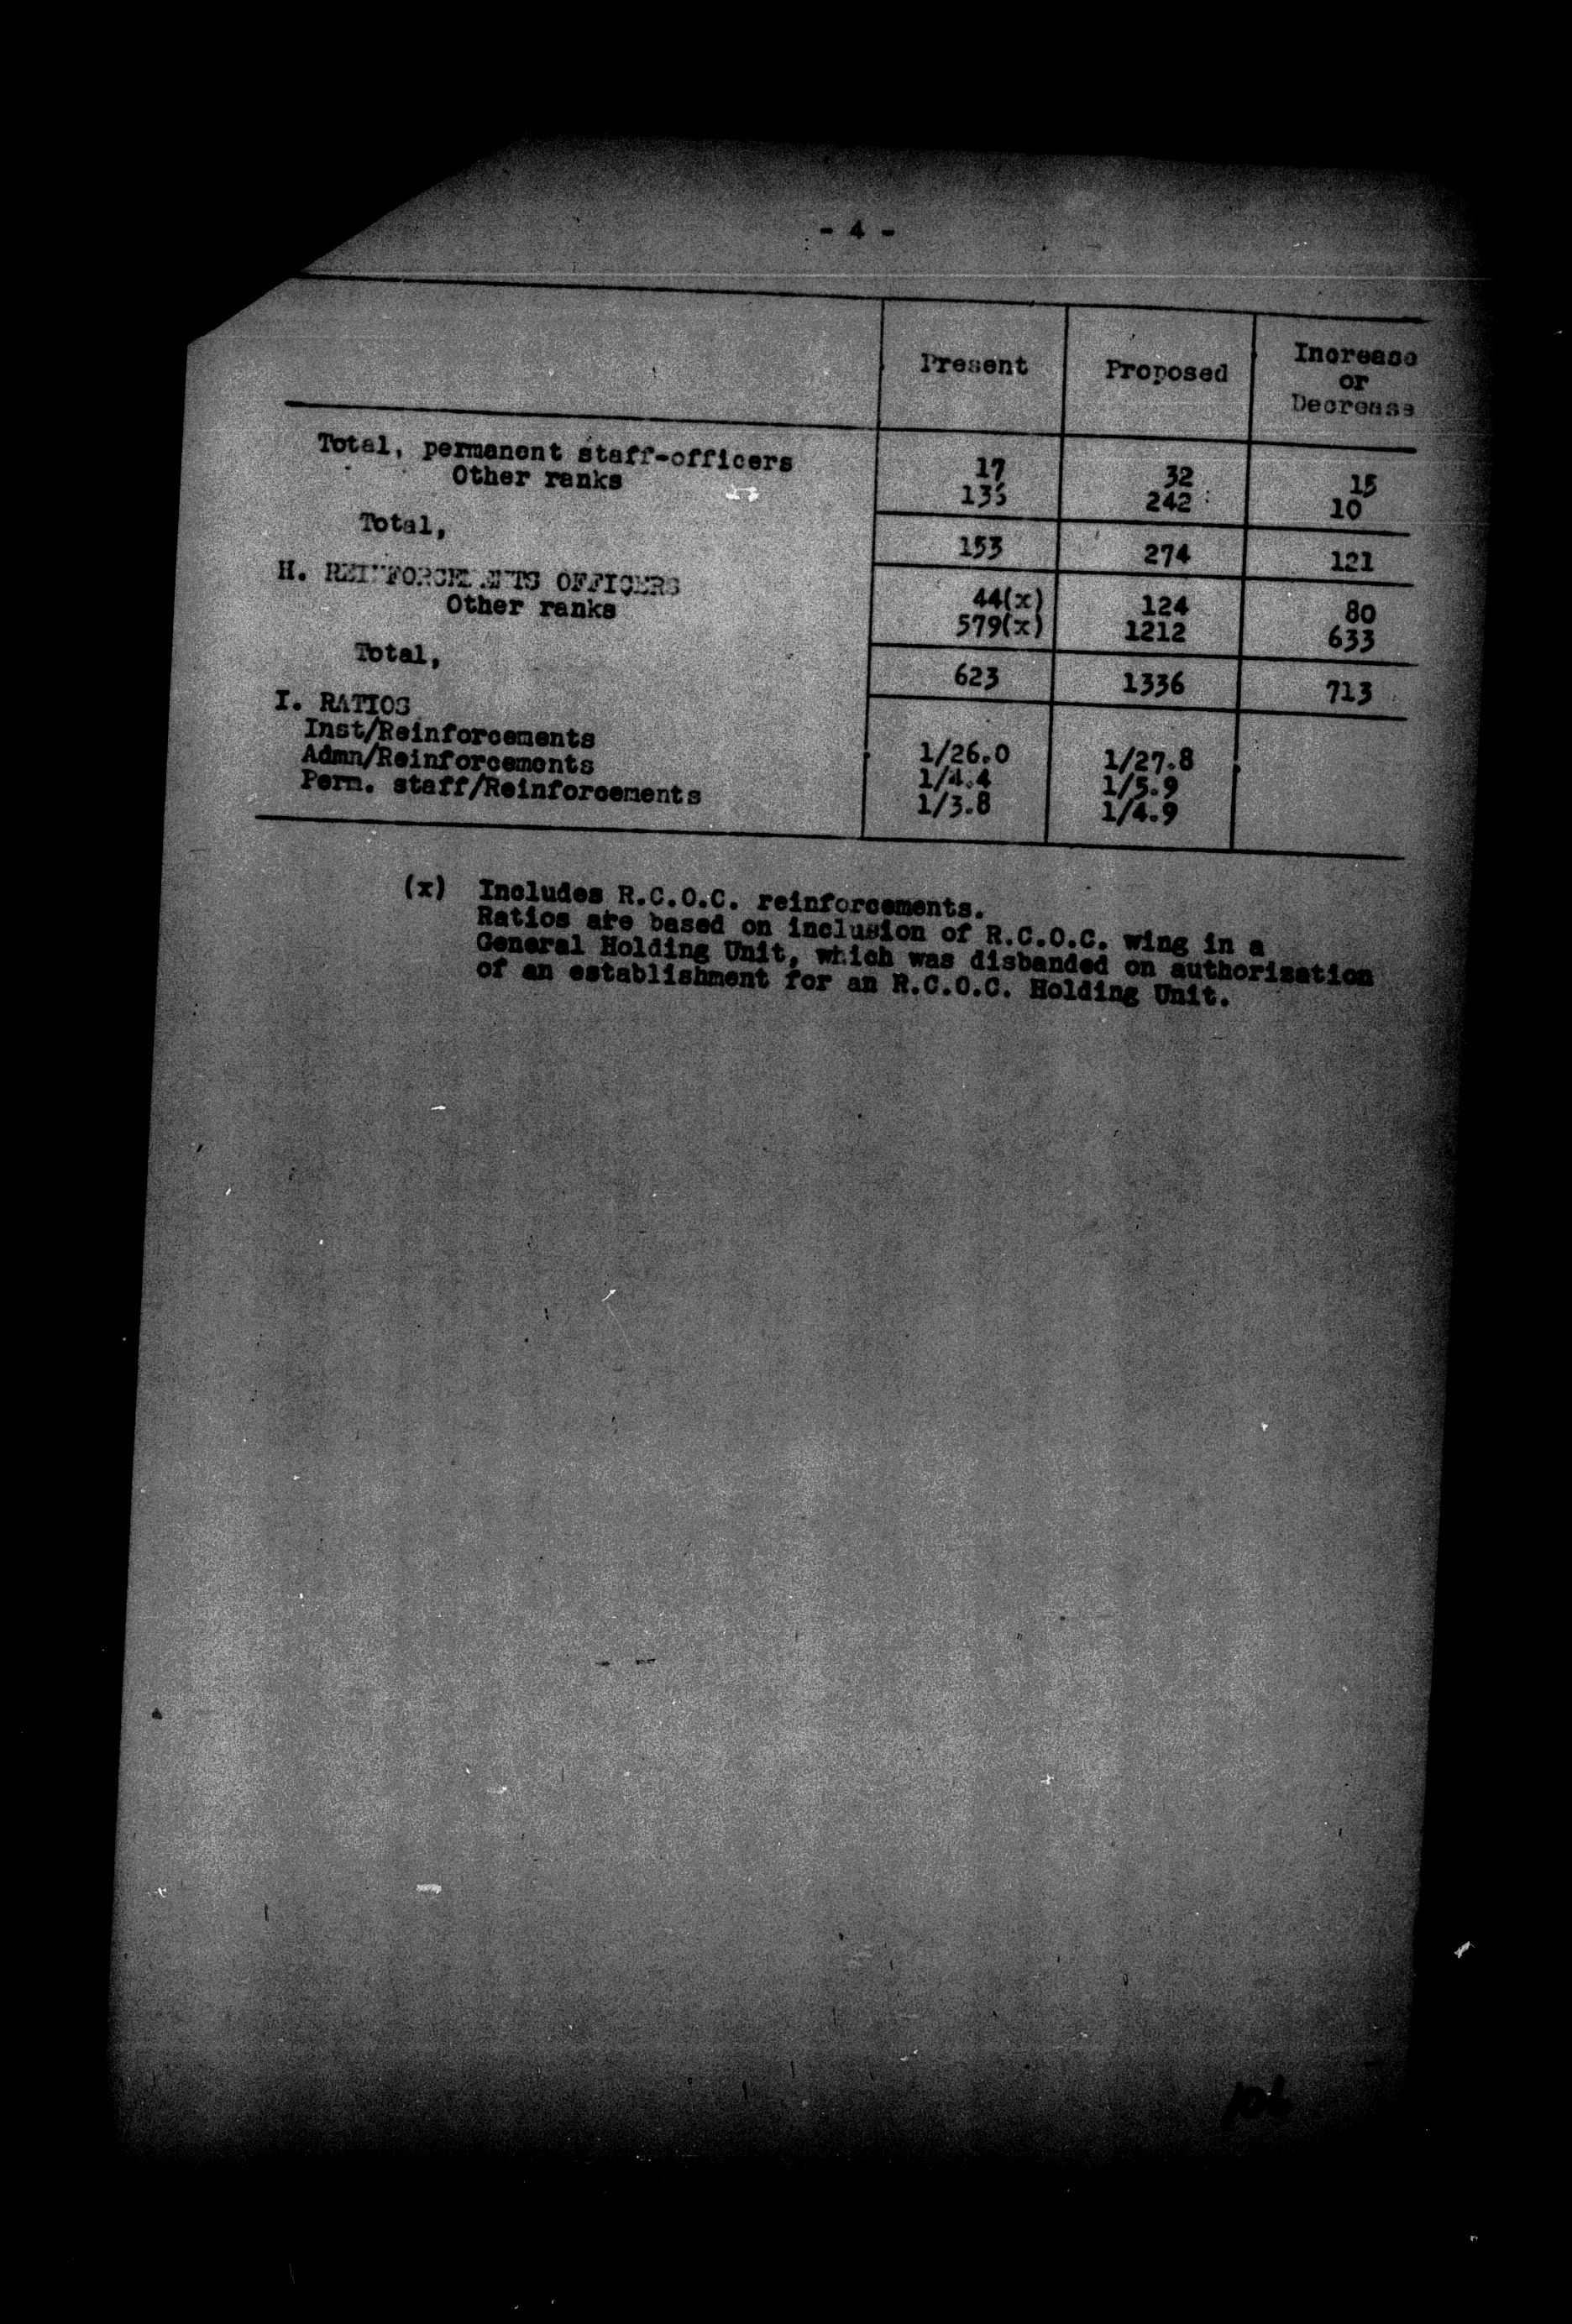 - 4 -
Present Proposed Increase
or
Decrease
Total, permanent staff-officers 17 32 15
Other ranks 136 242 10
Total, 153 274 121
H. REINFORCEMENTS OFFICERS 44(x) 124 80
Other ranks 579(x) 1212 633
Total, 623 1336 713
I. RATIOS
Inst/Reinforcements 1/26.0 1/27.8
Admn/Reinforcements 1/4.4 1/5.9
Perm. staff/Reinforcements 1/3.8 1/4.9
(x) Includes R.C.O.C. reinforcements.
Ratios are based on inclusion of R.C.O.C. wing in a
General Holding Unit, which was disbanded on authorization
of an establishment for an R.C.O.C. Holding Unit.
106